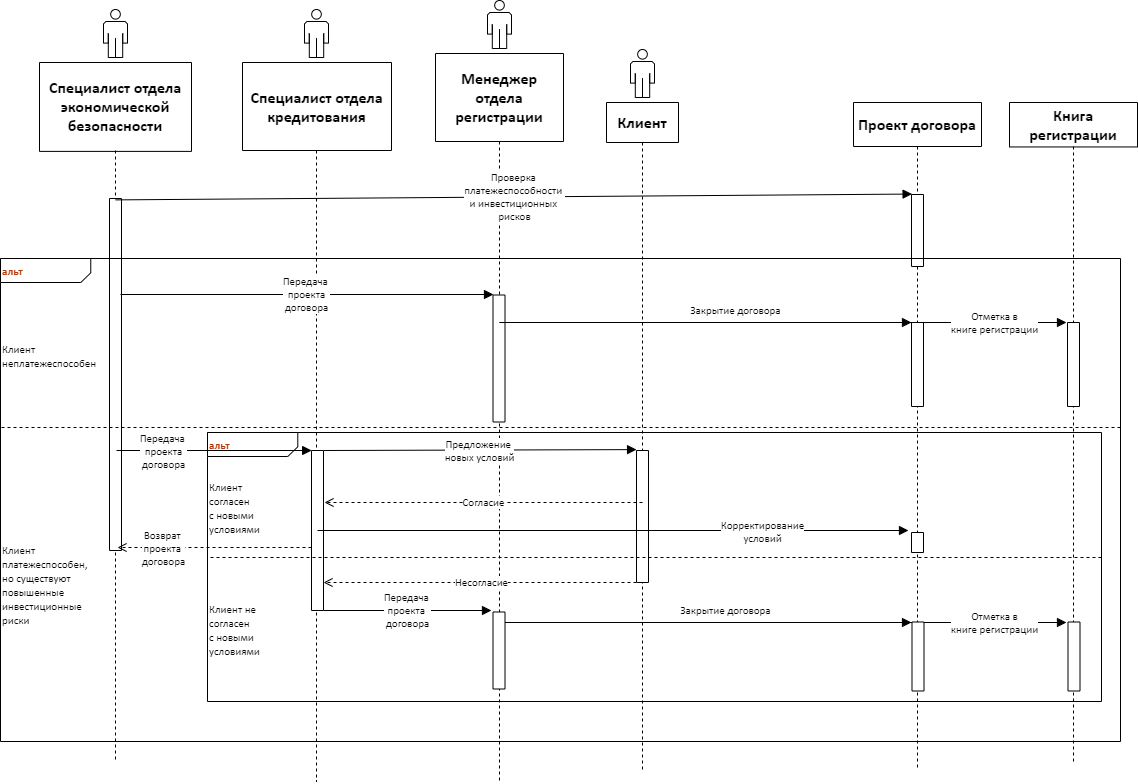 Специалист отдела
экономической
безопасности
Специалист отдела
кредитования
Менеджер
отдела
регистрации
Клиент
Проект договора
Книга
регистрации
Проверка
платежеспособности
и инвестиционных
рисков
альт
Передача
проекта
договора
Закрытие договора
Отметка в
книге регистрации
Клиент
неплатежеспособен
Передача
проекта
договора
альт
Предложение
новых условий
Клиент
согласен
с новыми
условиями
Согласие
Корректирование
условий
Возврат
проекта
договора
Клиент
платежеспособен,
но существуют
повышенные
инвестиционные
риски
Несогласие
Клиент не
согласен
с новыми
условиями
Передача
проекта
договора
Закрытие договора
Отметка в
книге регистрации